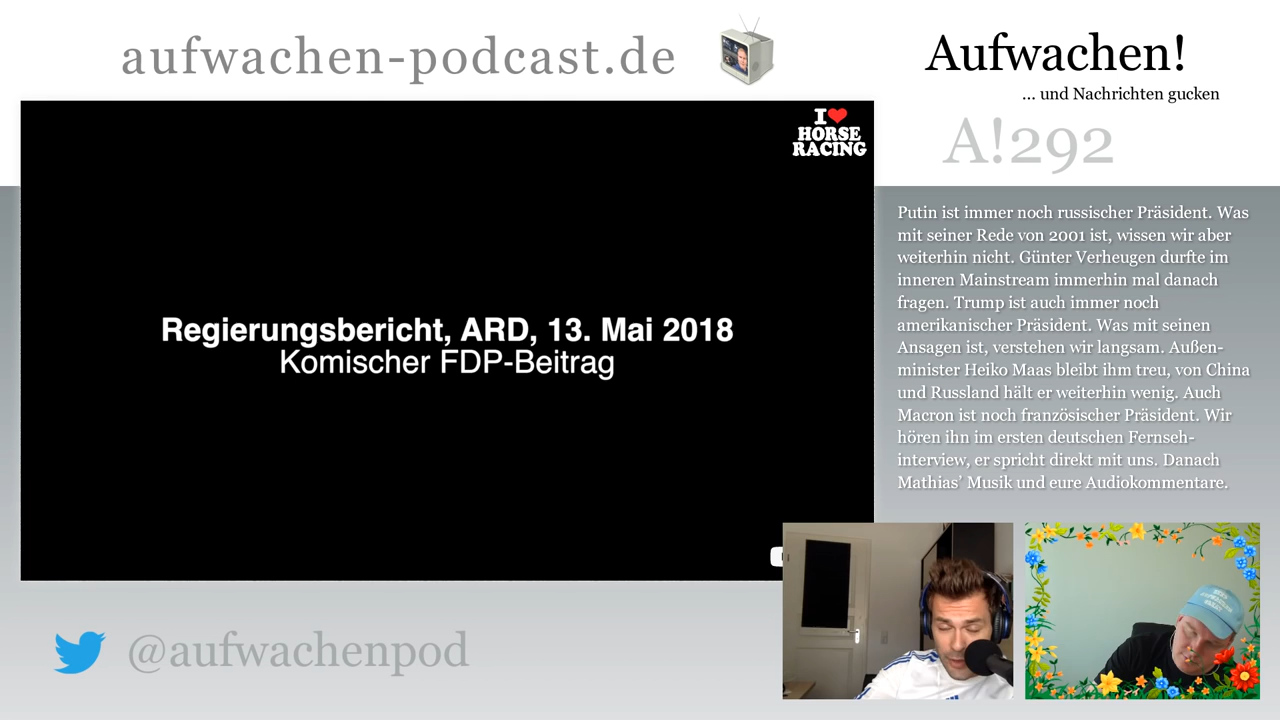 aufwachen-podcast.de
Aufwachen!
... und Nachrichten gucken
A!292
I
HORSE
RACING
Regierungsbericht, ARD, 13. Mai 2018
Komischer FDP-Beitrag
Putin ist immer noch russischer Präsident. Was
mit seiner Rede von 2001 ist, wissen wir aber
weiterhin nicht. Günter Verheugen durfte im
inneren Mainstream immerhin mal danach
fragen. Trump ist auch immer noch
amerikanischer Präsident. Was mit seinen
Ansagen ist, verstehen wir langsam. Außen-
minister Heiko Maas bleibt ihm treu, von China
und Russland hält er weiterhin wenig. Auch
Macron ist noch französischer Präsident. Wir
hören ihn im ersten deutschen Fernseh-
interview, er spricht direkt mit uns. Danach
Mathias’ Musik und eure Audiokommentare.
@aufwachenpod